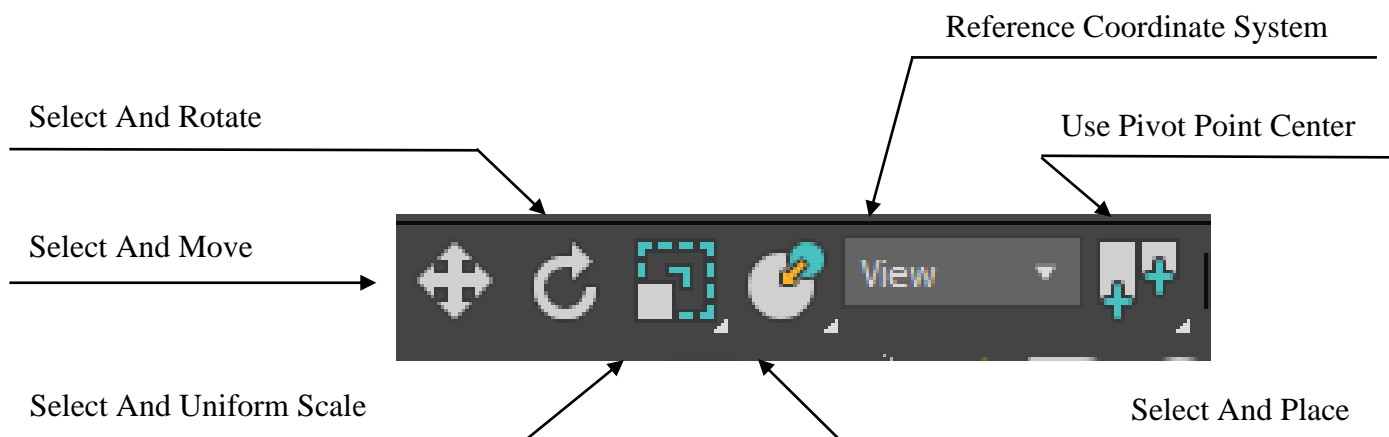 Reference Coordinate System
Select And Rotate
Use Pivot Point Center
Select And Move
View
Select And Uniform Scale
Select And Place